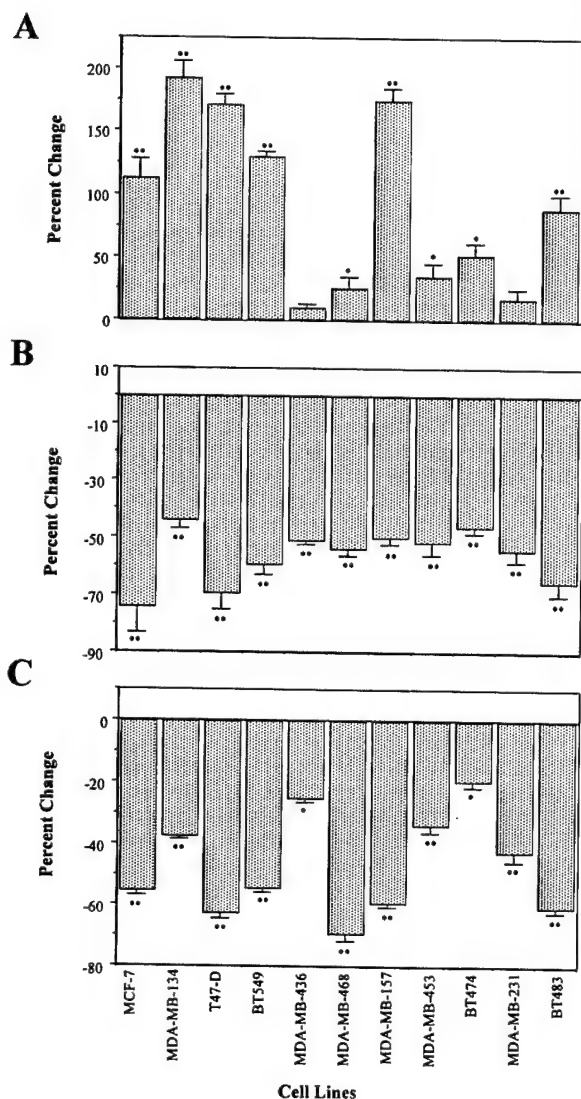 A
Percent Change
200
150
100
50
0
**
**
**
**
*
**
*
*
**
B
Percent Change
10
-10
-30
-50
-70
-90
**
**
**
**
**
**
**
**
**
**
**
C
Percent Change
0
-20
-40
-60
-80
**
**
**
**
*
**
**
**
*
**
**
MCF-7
MDA-MB-134
T47-D
BT549
MDA-MB-436
MDA-MB-468
MDA-MB-157
MDA-MB-453
BT474
MDA-MB-231
BT483
Cell Lines